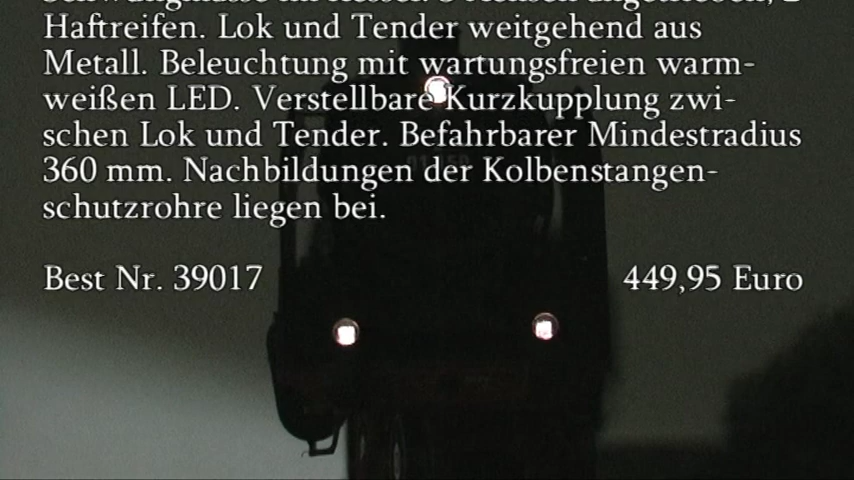 Haftreifen. Lok und Tender weitgehend aus
Metall. Beleuchtung mit wartungsfreien warm-
weißen LED. Verstellbare Kurzkupplung zwi-
schen Lok und Tender. Befahrbarer Mindestradius
360 mm. Nachbildungen der Kolbenstangen-
schutzrohre liegen bei.
Best Nr. 39017 449,95 Euro